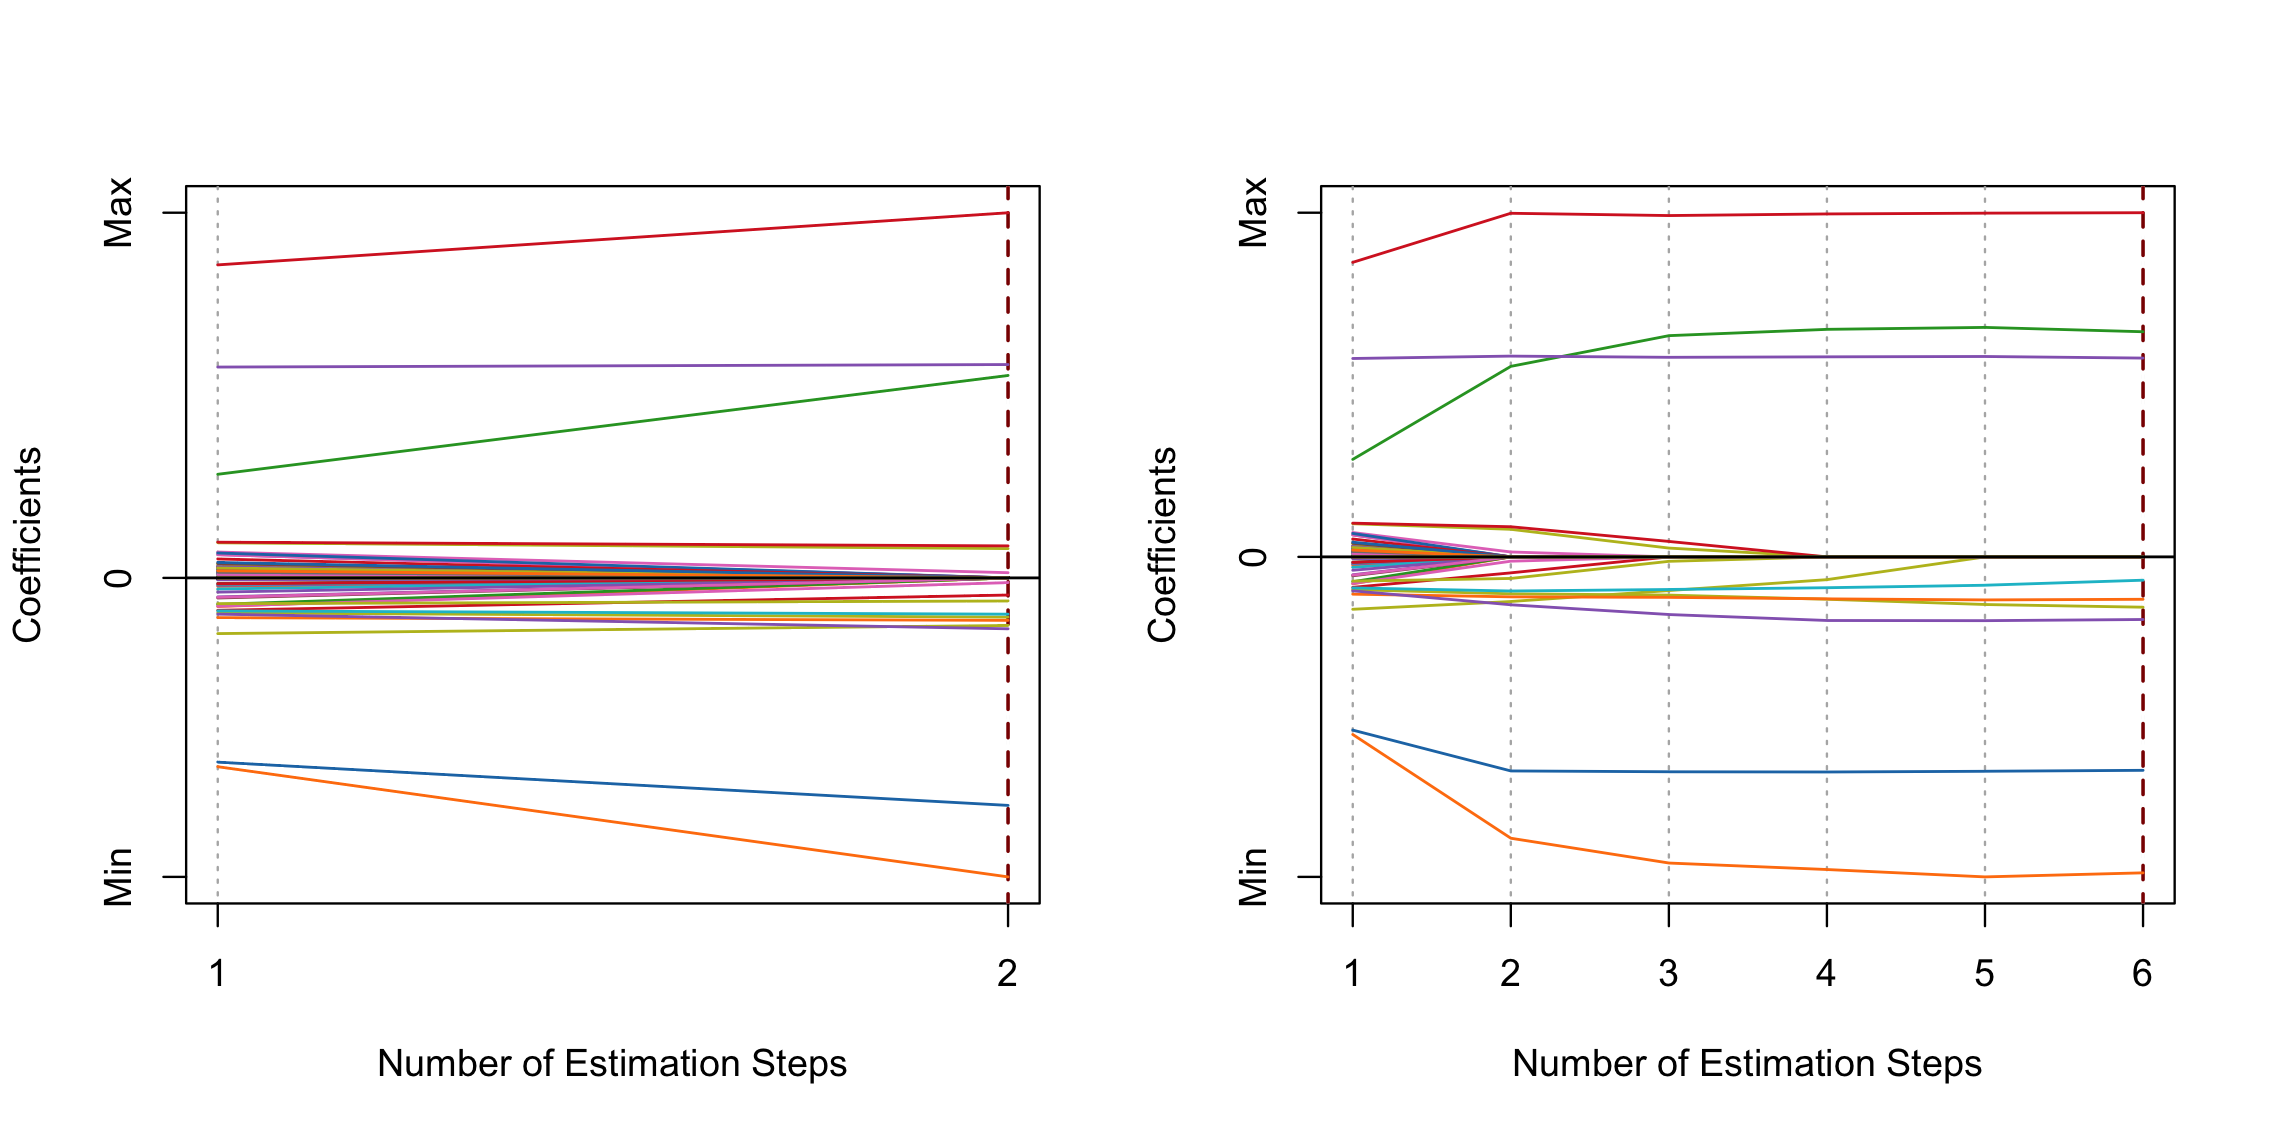 Coefficients
Max
0
Min
1 2
Number of Estimation Steps
Coefficients
Max
0
Min
1 2 3 4 5 6
Number of Estimation Steps